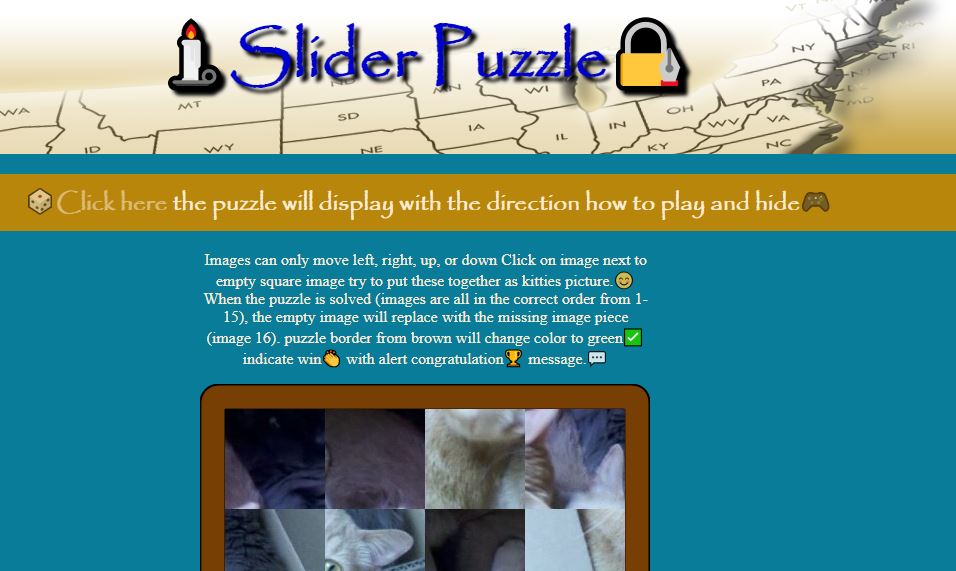 Slider Puzzle
WA
MT
ID
WY
SD
NE
MN
IA
WI
IL
IN
OH
KY
WV
VA
PA
NY
NC
MD
RI
Click here the puzzle will display with the direction how to play and hide
Images can only move left, right, up, or down Click on image next to
empty square image try to put these together as kitties picture.😊
When the puzzle is solved (images are all in the correct order from 1-
15), the empty image will replace with the missing image piece
(image 16). puzzle border from brown will change color to green✅
indicate win👏 with alert congratulation🏆 message.💬